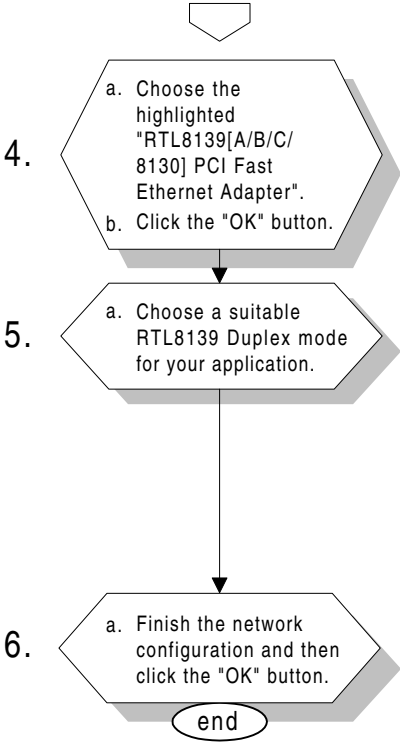 4.
a. Choose the
highlighted
"RTL8139[A/B/C/
8130] PCI Fast
Ethernet Adapter".
b. Click the "OK" button.
5.
a. Choose a suitable
RTL8139 Duplex mode
for your application.
6.
a. Finish the network
configuration and then
click the "OK" button.
end